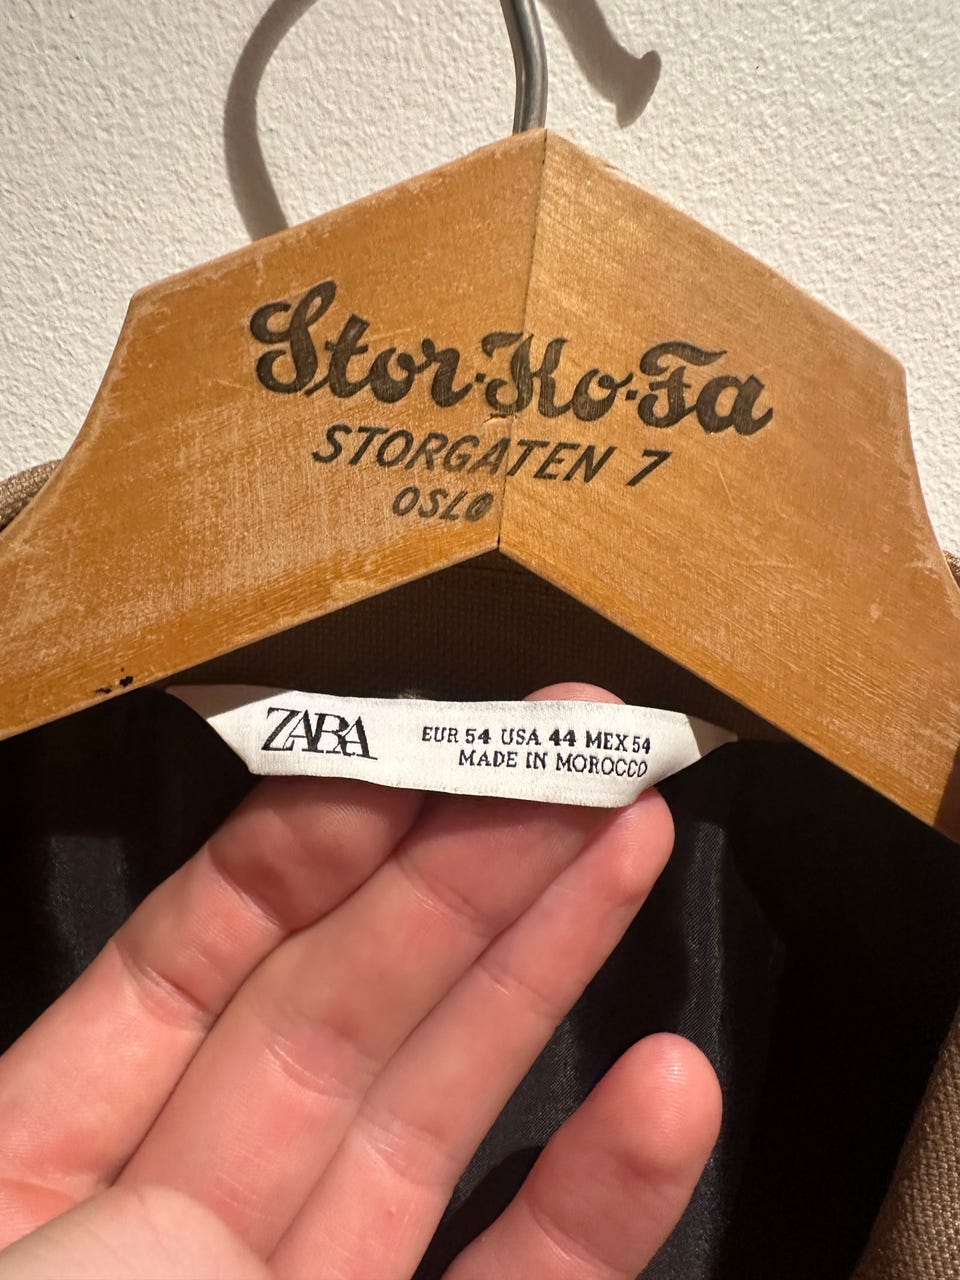 Stor-Ko-Fa
STORGATEN 7
OSLO
ZARA
EUR 54 USA 44 MEX 54
MADE IN MOROCCO